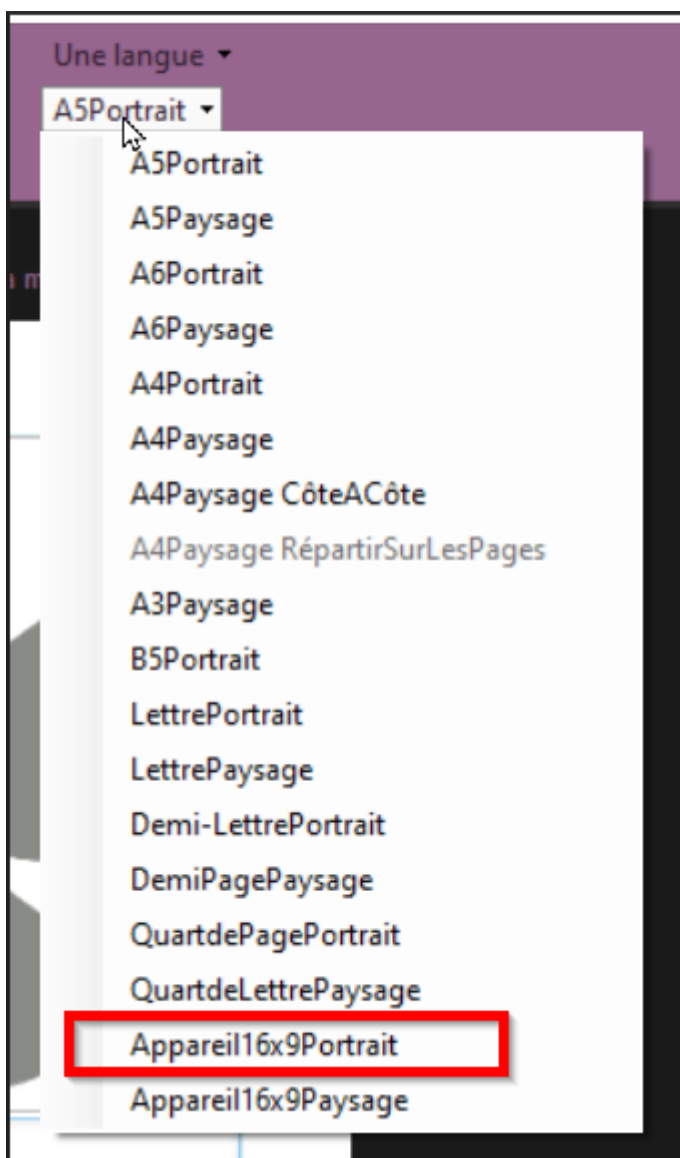 Une langue
A5Portrait
A5Portrait
A5Paysage
A6Portrait
A6Paysage
A4Portrait
A4Paysage
A4Paysage CôteACôte
A4Paysage RépartirSurLesPages
A3Paysage
B5Portrait
LettrePortrait
LettrePaysage
Demi-LettrePortrait
DemiPagePaysage
QuartdePagePortrait
QuartdeLettrePaysage
Appareil16x9Portrait
Appareil16x9Paysage